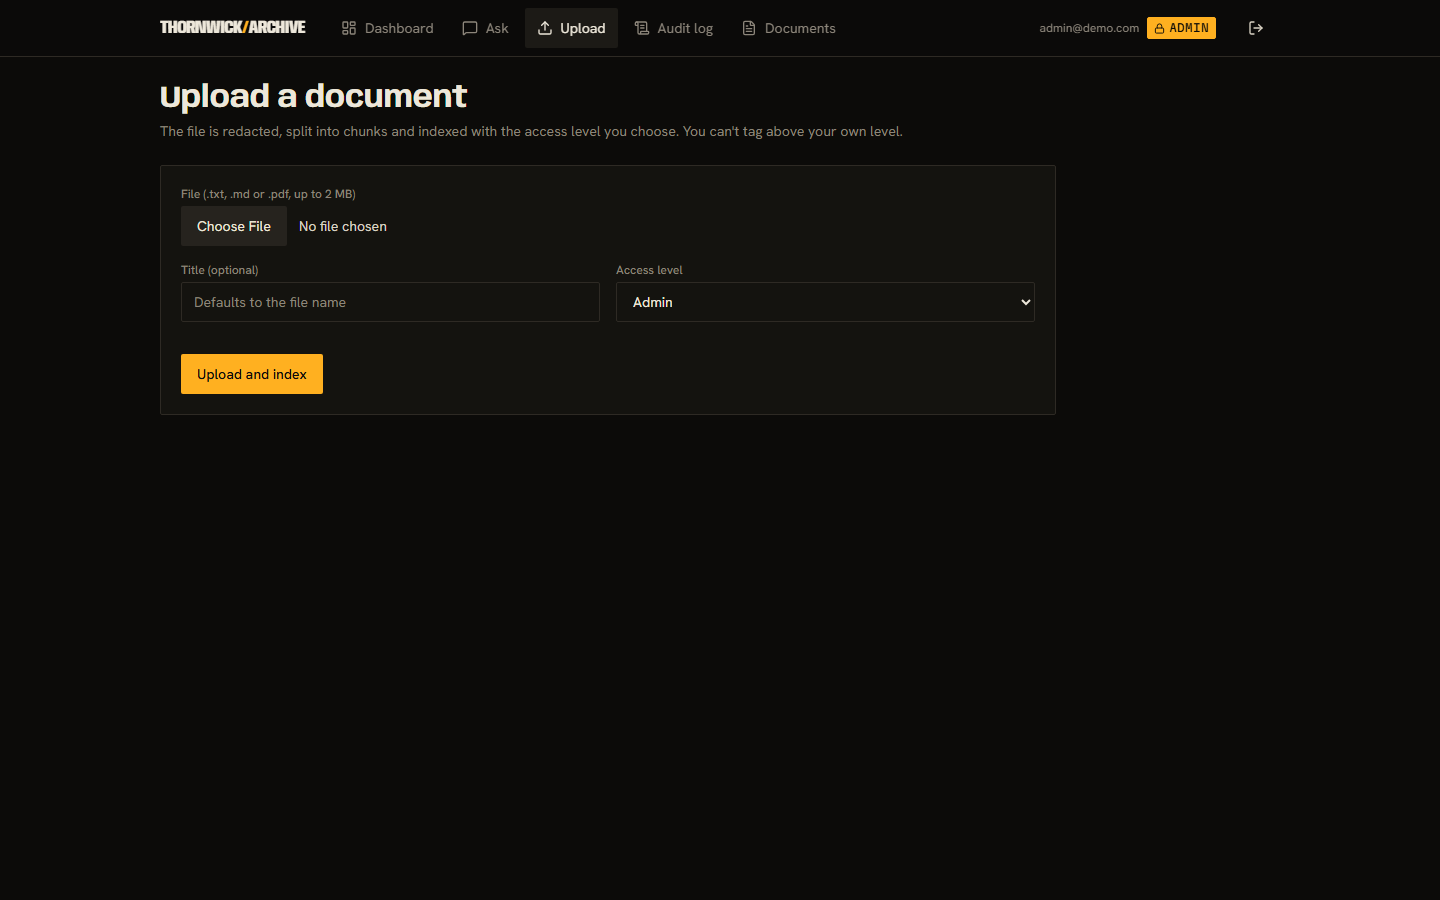 THORNWICK/ARCHIVE Dashboard Ask Upload Audit log Documents admin@demo.com ADMIN
Upload a document
The file is redacted, split into chunks and indexed with the access level you choose. You can't tag above your own level.
File (.txt, .md or .pdf, up to 2 MB)
Choose File No file chosen
Title (optional) Access level
Defaults to the file name Admin
Upload and index